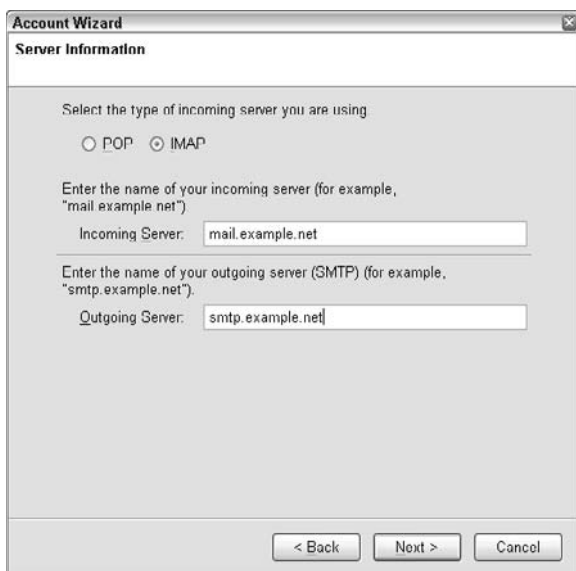 Account Wizard
Server Information
Select the type of incoming server you are using.
POP IMAP
Enter the name of your incoming server (for example,
"mail.example.net").
Incoming Server: mail.example.net
Enter the name of your outgoing server (SMTP) (for example,
"smtp.example.net").
Outgoing Server: smtp.example.net
< Back Next > Cancel